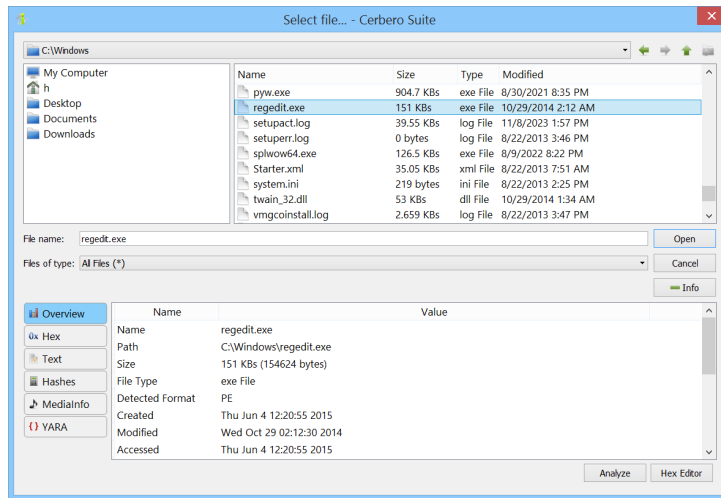 Select file... - Cerbero Suite
C:\Windows
My Computer
h
Desktop
Documents
Downloads
Name Size Type Modified
pyw.exe 904.7 KBs exe File 8/30/2021 8:35 PM
regedit.exe 151 KBs exe File 10/29/2014 2:12 AM
setupact.log 39.55 KBs log File 11/8/2023 1:57 PM
setuperr.log 0 bytes log File 8/22/2013 3:46 PM
splwow64.exe 126.5 KBs exe File 8/9/2022 8:22 PM
Starter.xml 35.05 KBs xml File 8/22/2013 7:51 AM
system.ini 219 bytes ini File 8/22/2013 2:25 PM
twain_32.dll 53 KBs dll File 10/29/2014 1:34 AM
vmgcoinstall.log 2.659 KBs log File 8/22/2013 3:47 PM
File name: regedit.exe Open
Files of type: All Files (*) Cancel
Info
Overview
Hex
Text
Hashes
MediaInfo
YARA
Name Value
Name regedit.exe
Path C:\Windows\regedit.exe
Size 151 KBs (154624 bytes)
File Type exe File
Detected Format PE
Created Thu Jun 4 12:20:55 2015
Modified Wed Oct 29 02:12:30 2014
Accessed Thu Jun 4 12:20:55 2015
Analyze Hex Editor